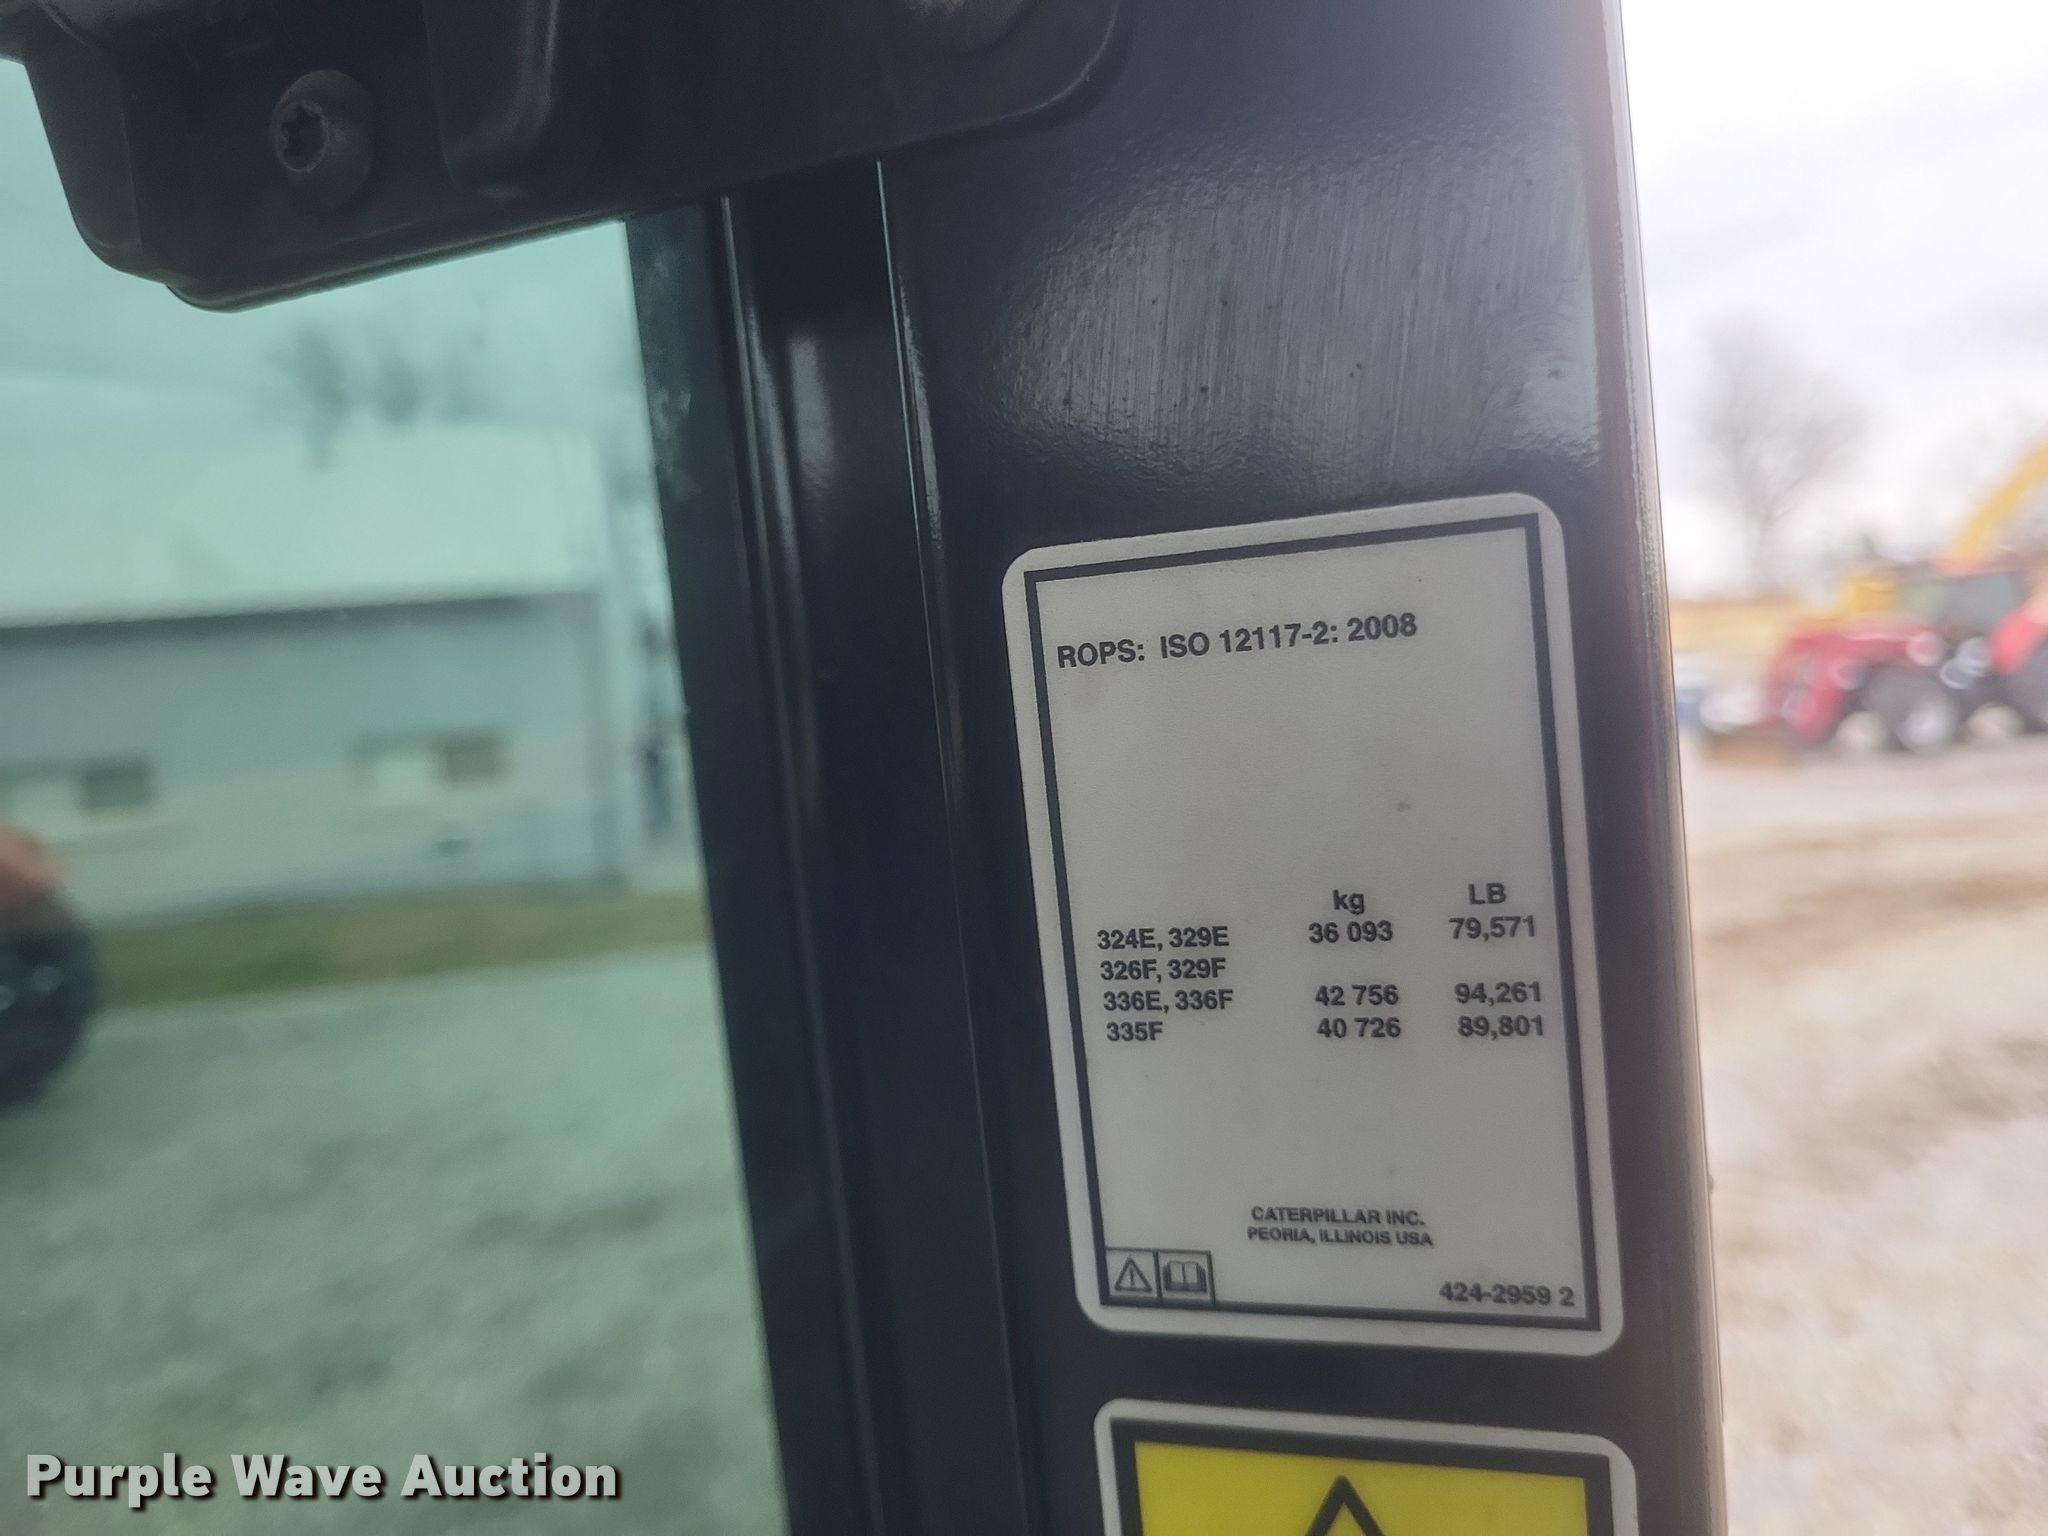 ROPS: ISO 12117-2: 2008
kg LB
324E, 329E 36 093 79,571
326F, 329F
336E, 336F 42 756 94,261
335F 40 726 89,801
CATERPILLAR INC.
PEORIA, ILLINOIS USA
424-2959 2
Purple Wave Auction